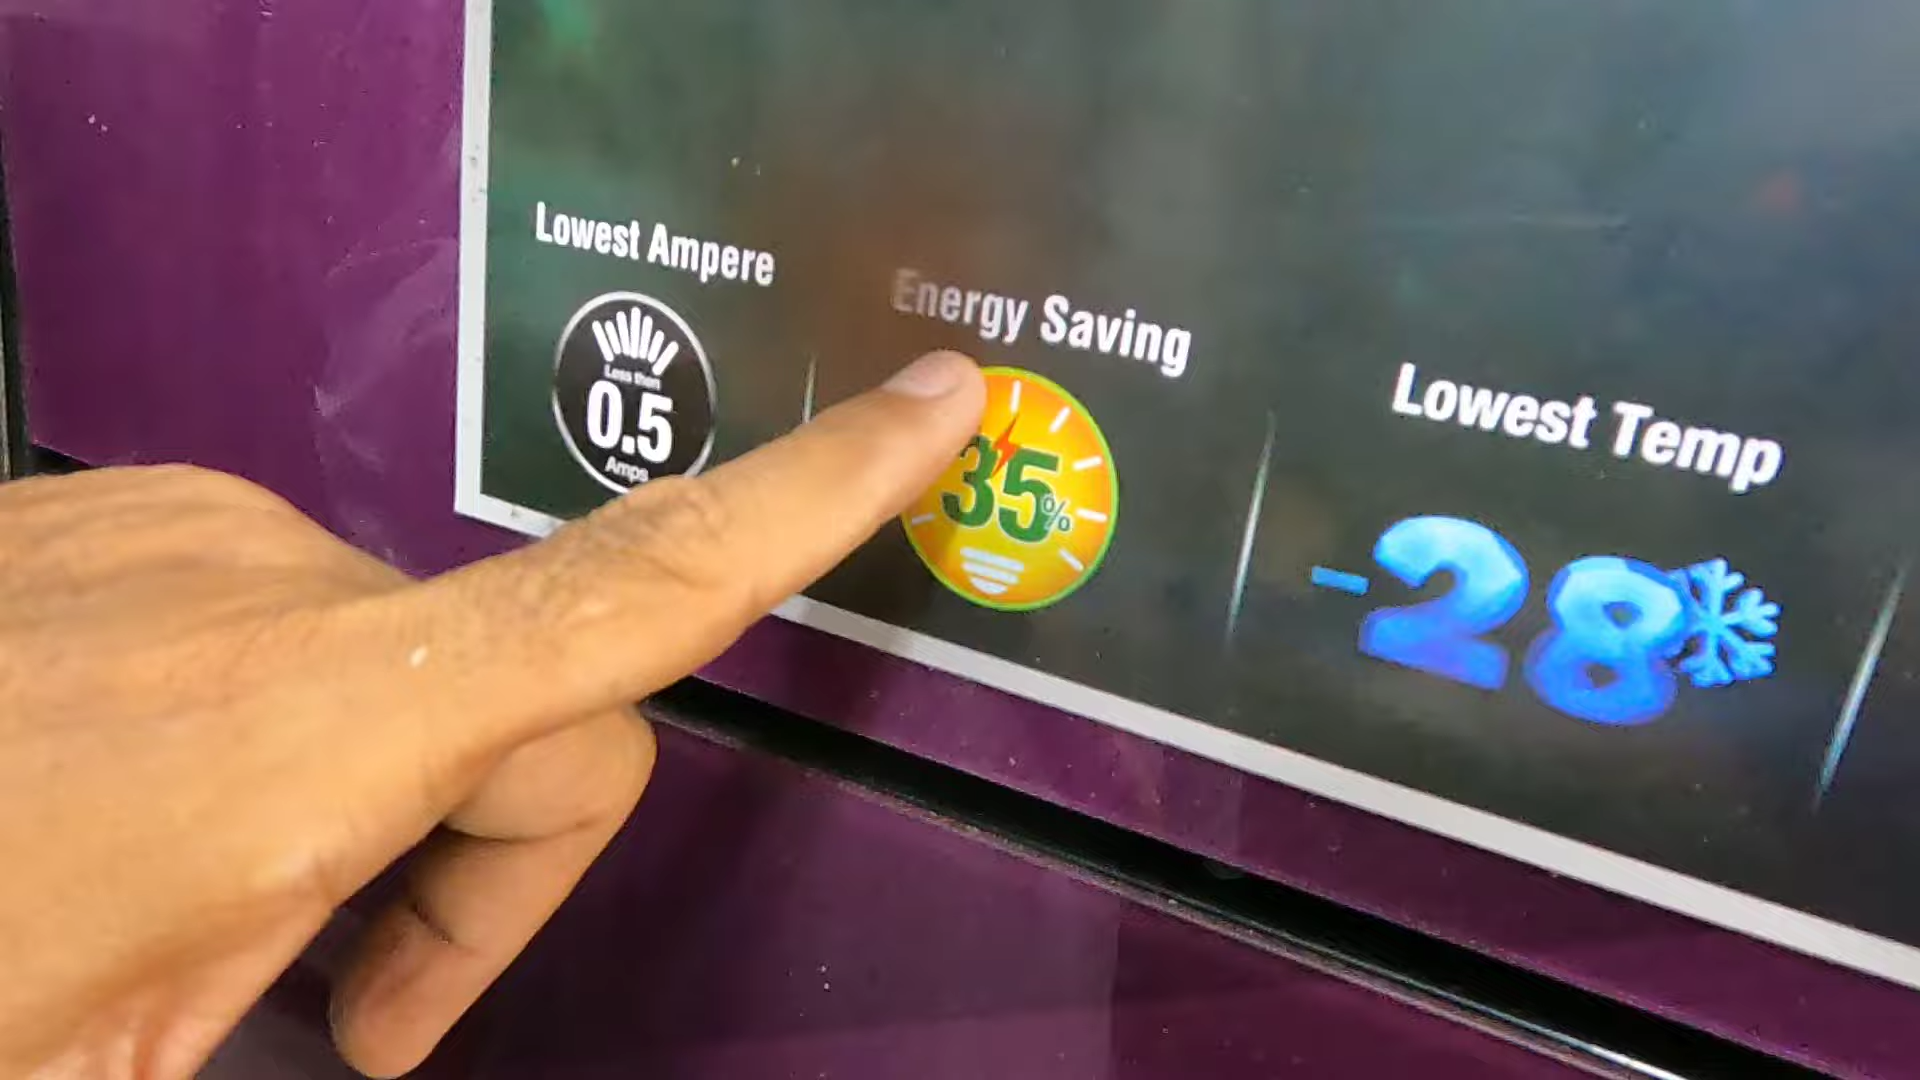 Lowest Ampere
Less than
0.5
Amps
Energy Saving
35%
Lowest Temp
-28